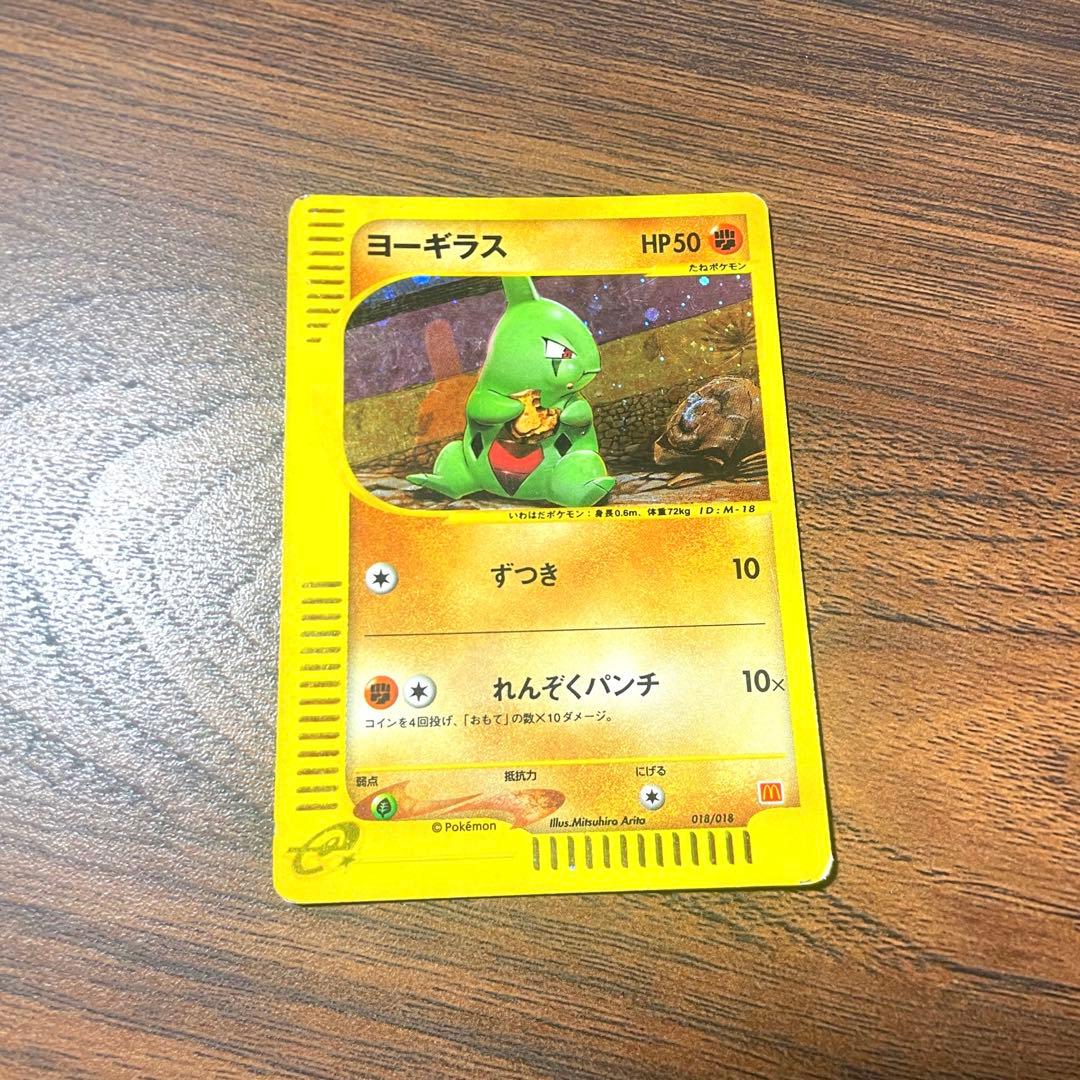 ヨーギラス HP50
たねポケモン
いわはだポケモン：身長0.6m、体重72kg ID:M-18
ずつき 10
れんぞくパンチ 10×
コインを4回投げ、「おもて」の数×10ダメージ。
弱点 抵抗力 にげる
©Pokémon Illus.Mitsuhiro Arita 018/018